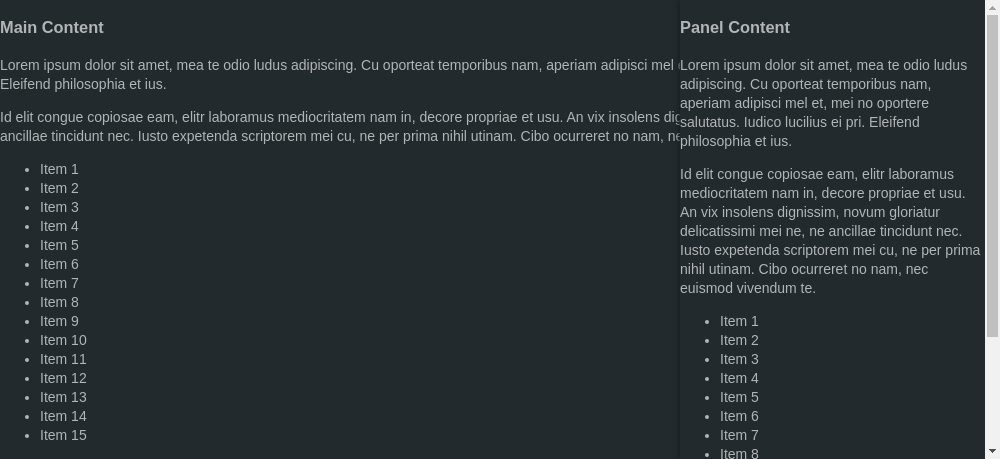 Main Content
Lorem ipsum dolor sit amet, mea te odio ludus adipiscing. Cu oporteat temporibus nam, aperiam adipisci mel
Eleifend philosophia et ius.
Id elit congue copiosae eam, elitr laboramus mediocritatem nam in, decore propriae et usu. An vix insolens
ancillae tincidunt nec. Iusto expetenda scriptorem mei cu, ne per prima nihil utinam. Cibo ocurreret no nam,
Item 1
Item 2
Item 3
Item 4
Item 5
Item 6
Item 7
Item 8
Item 9
Item 10
Item 11
Item 12
Item 13
Item 14
Item 15
Panel Content
Lorem ipsum dolor sit amet, mea te odio ludus
adipiscing. Cu oporteat temporibus nam,
aperiam adipisci mel et, mei no oportere
salutatus. Iudico lucilius ei pri. Eleifend
philosophia et ius.
Id elit congue copiosae eam, elitr laboramus
mediocritatem nam in, decore propriae et usu.
An vix insolens dignissim, novum gloriatur
delicatissimi mei ne, ne ancillae tincidunt nec.
Iusto expetenda scriptorem mei cu, ne per prima
nihil utinam. Cibo ocurreret no nam, nec
euismod vivendum te.
Item 1
Item 2
Item 3
Item 4
Item 5
Item 6
Item 7
Item 8